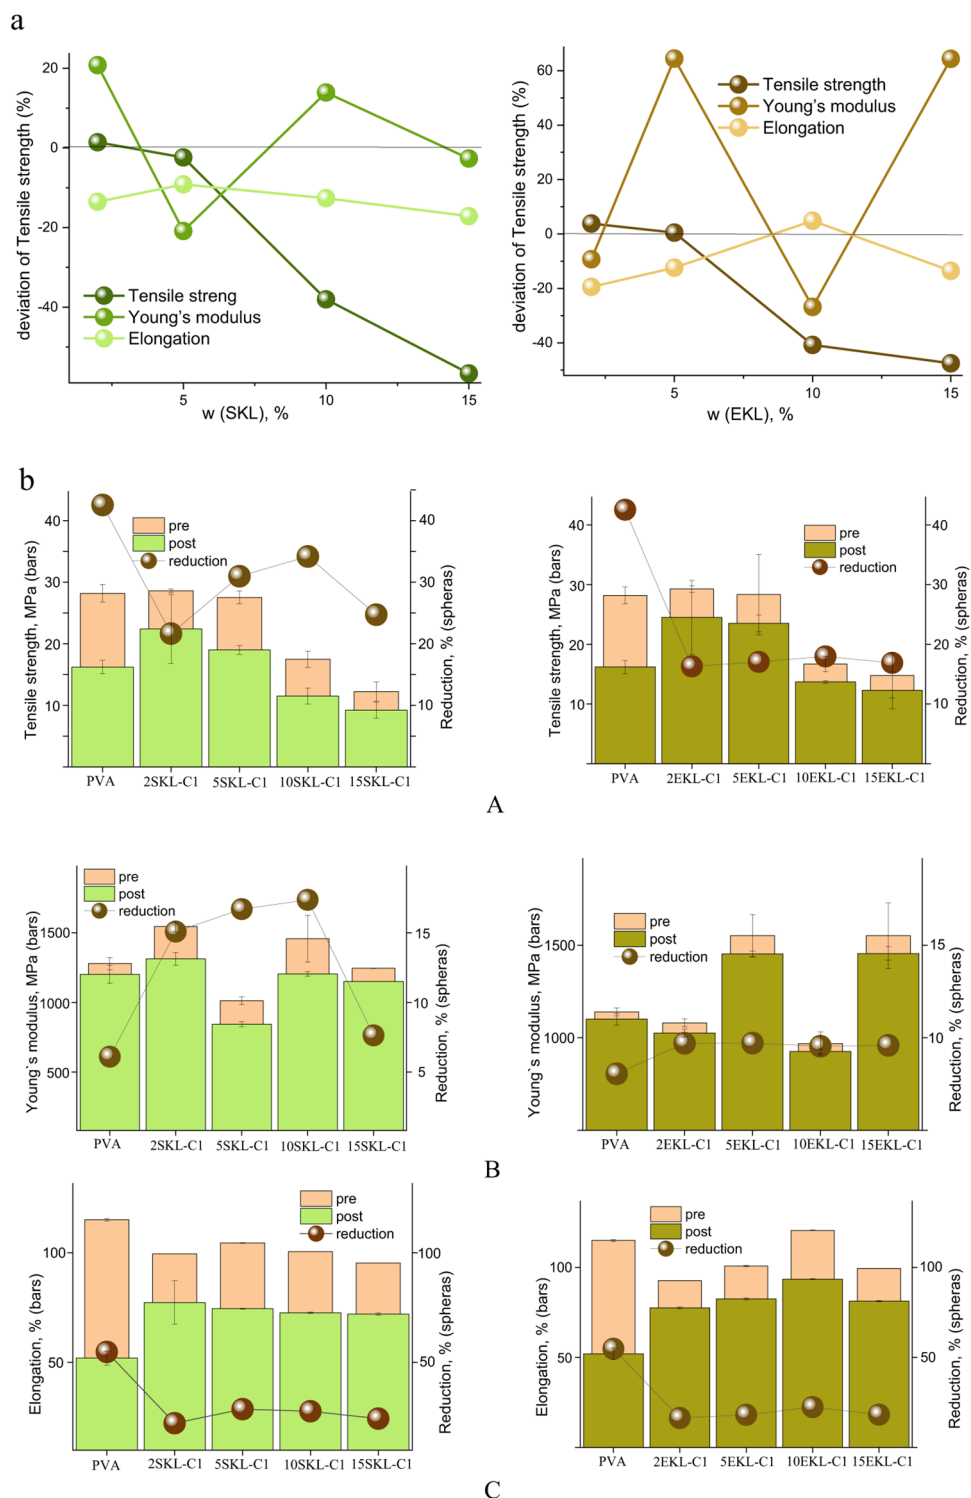 a
deviation of Tensile strength (%)
20
0
-20
-40
Tensile streng
Young's modulus
Elongation
5
10
15
w (SKL), %
deviation of Tensile strength (%)
60
40
20
0
-20
-40
Tensile strength
Young's modulus
Elongation
5
10
15
w (EKL), %
b
Tensile strength, MPa (bars)
40
30
20
10
pre
post
reduction
40
30
20
10
Reduction, % (spheras)
PVA
2SKL-C1
5SKL-C1
10SKL-C1
15SKL-C1
Tensile strength, MPa (bars)
40
30
20
10
pre
post
reduction
40
30
20
10
Reduction, % (spheras)
PVA
2EKL-C1
5EKL-C1
10EKL-C1
15EKL-C1
A
Young`s modulus, MPa (bars)
1500
1000
500
pre
post
reduction
15
10
5
Reduction, % (spheras)
PVA
2SKL-C1
5SKL-C1
10SKL-C1
15SKL-C1
Young`s modulus, MPa (bars)
1500
1000
pre
post
reduction
15
10
5
Reduction, % (spheras)
PVA
2EKL-C1
5EKL-C1
10EKL-C1
15EKL-C1
B
Elongation, % (bars)
100
50
pre
post
reduction
100
50
Reduction, % (spheras)
PVA
2SKL-C1
5SKL-C1
10SKL-C1
15SKL-C1
Elongation, % (bars)
100
50
pre
post
reduction
100
50
Reduction, % (spheras)
PVA
2EKL-C1
5EKL-C1
10EKL-C1
15EKL-C1
C